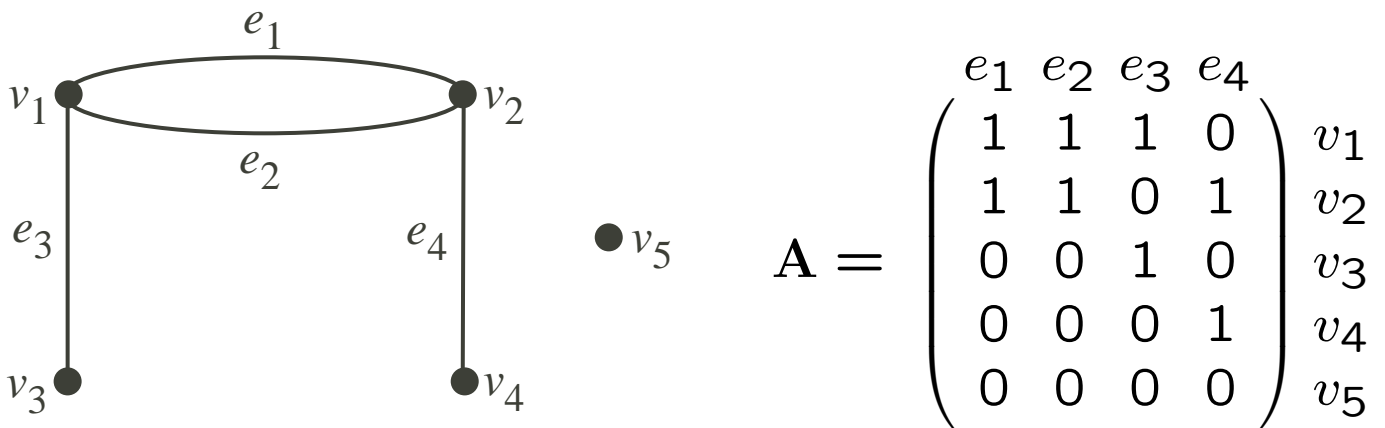 e1
v1 v2
e2
e3 e4 v5
v3 v4
e1 e2 e3 e4
A = ( 1 1 1 0 ) v1
1 1 0 1 v2
0 0 1 0 v3
0 0 0 1 v4
0 0 0 0 v5